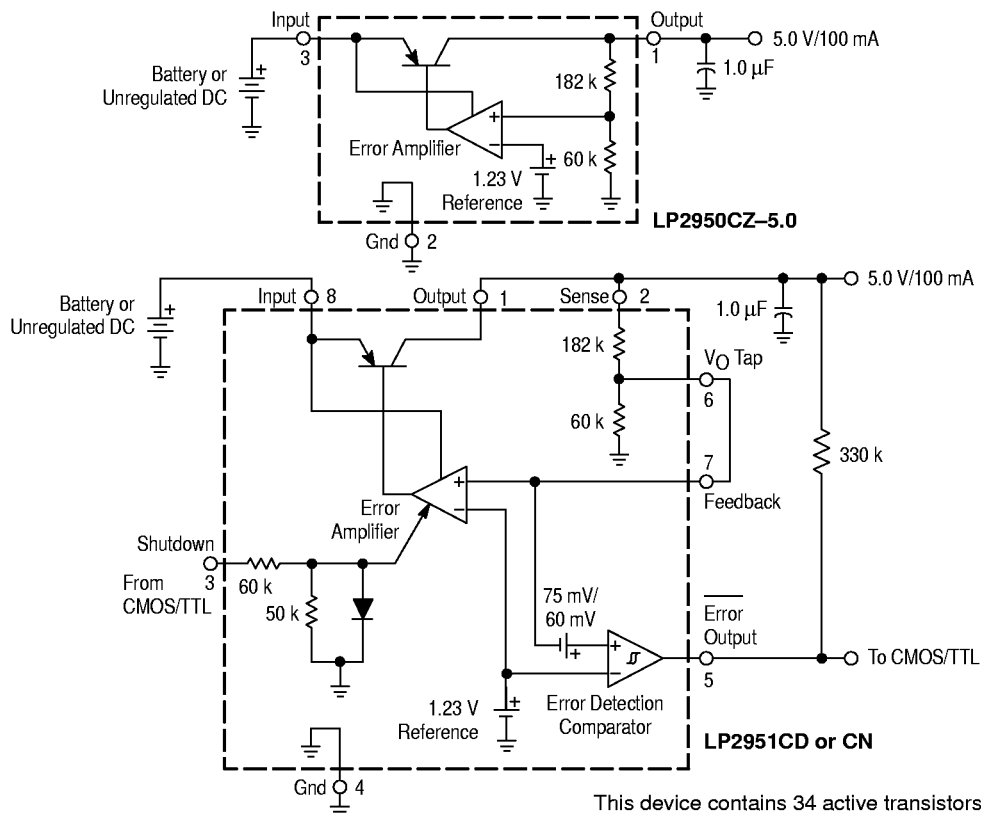 Input
3
Battery or
Unregulated DC
+
Output
1
5.0 V/100 mA
1.0 µF
182 k
60 k
+
–
Error Amplifier
+
1.23 V
Reference
Gnd
2
LP2950CZ–5.0
Battery or
Unregulated DC
+
Input
8
Output
1
Sense
2
5.0 V/100 mA
1.0 µF
182 k
60 k
VO Tap
6
7
Feedback
330 k
+
–
Error
Amplifier
Shutdown
3
From
CMOS/TTL
60 k
50 k
75 mV/
60 mV
+
+
–
Error
Output
5
To CMOS/TTL
+
1.23 V
Reference
Error Detection
Comparator
LP2951CD or CN
Gnd
4
This device contains 34 active transistors